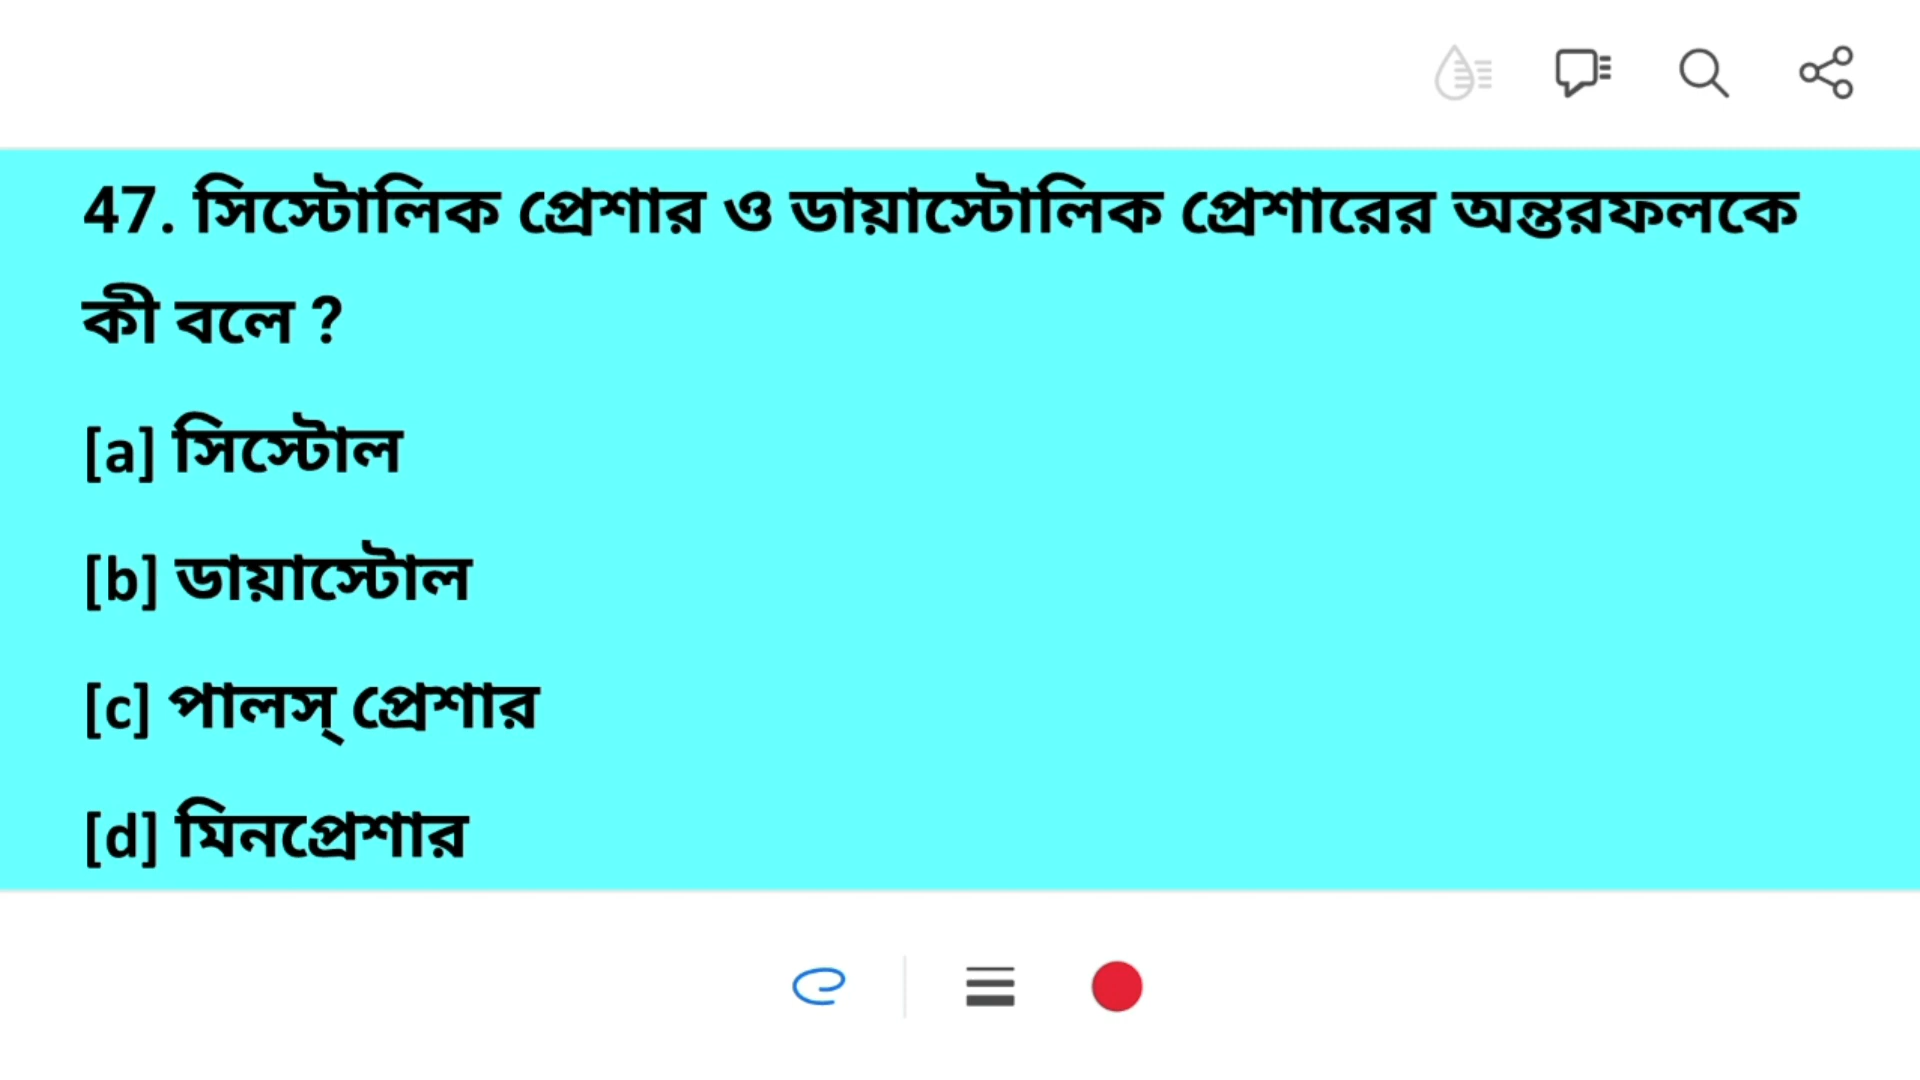 47. সিস্টোলিক প্রেশার ও ডায়াস্টোলিক প্রেশারের অন্তরফলকে
কী বলে ?
[a] সিস্টোল
[b] ডায়াস্টোল
[c] পালস্ প্রেশার
[d] মিনপ্রেশার